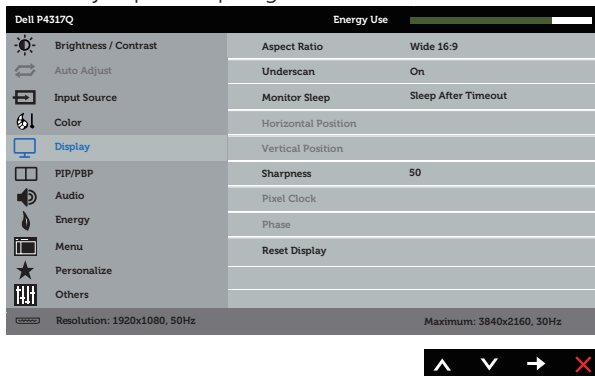 Dell P4317Q Energy Use
Brightness / Contrast Aspect Ratio Wide 16:9
Auto Adjust Underscan On
Input Source Monitor Sleep Sleep After Timeout
Color Horizontal Position
Display Vertical Position
PIP/PBP Sharpness 50
Audio Pixel Clock
Energy Phase
Menu Reset Display
Personalize
Others
Resolution: 1920x1080, 50Hz Maximum: 3840x2160, 30Hz